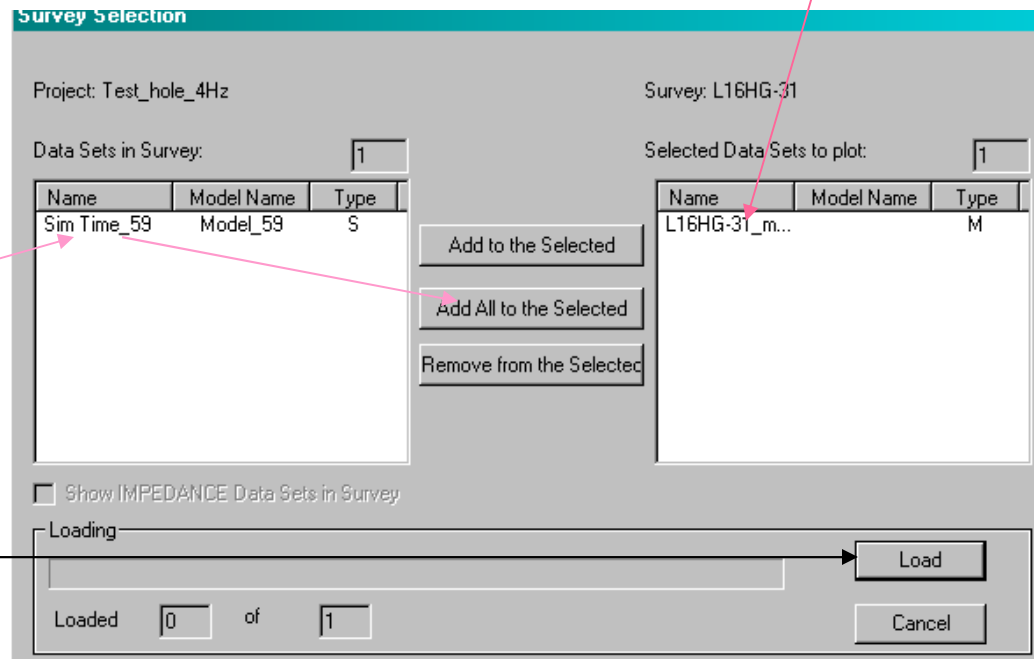 Survey Selection
Project: Test_hole_4Hz
Survey: L16HG-31
Data Sets in Survey: 1
Selected Data Sets to plot: 1
Name Model Name Type
Sim Time_59 Model_59 S
Name Model Name Type
L16HG-31_m... M
Add to the Selected
Add All to the Selected
Remove from the Selected
Show IMPEDANCE Data Sets in Survey
Loading
Load
Loaded 0 of 1
Cancel